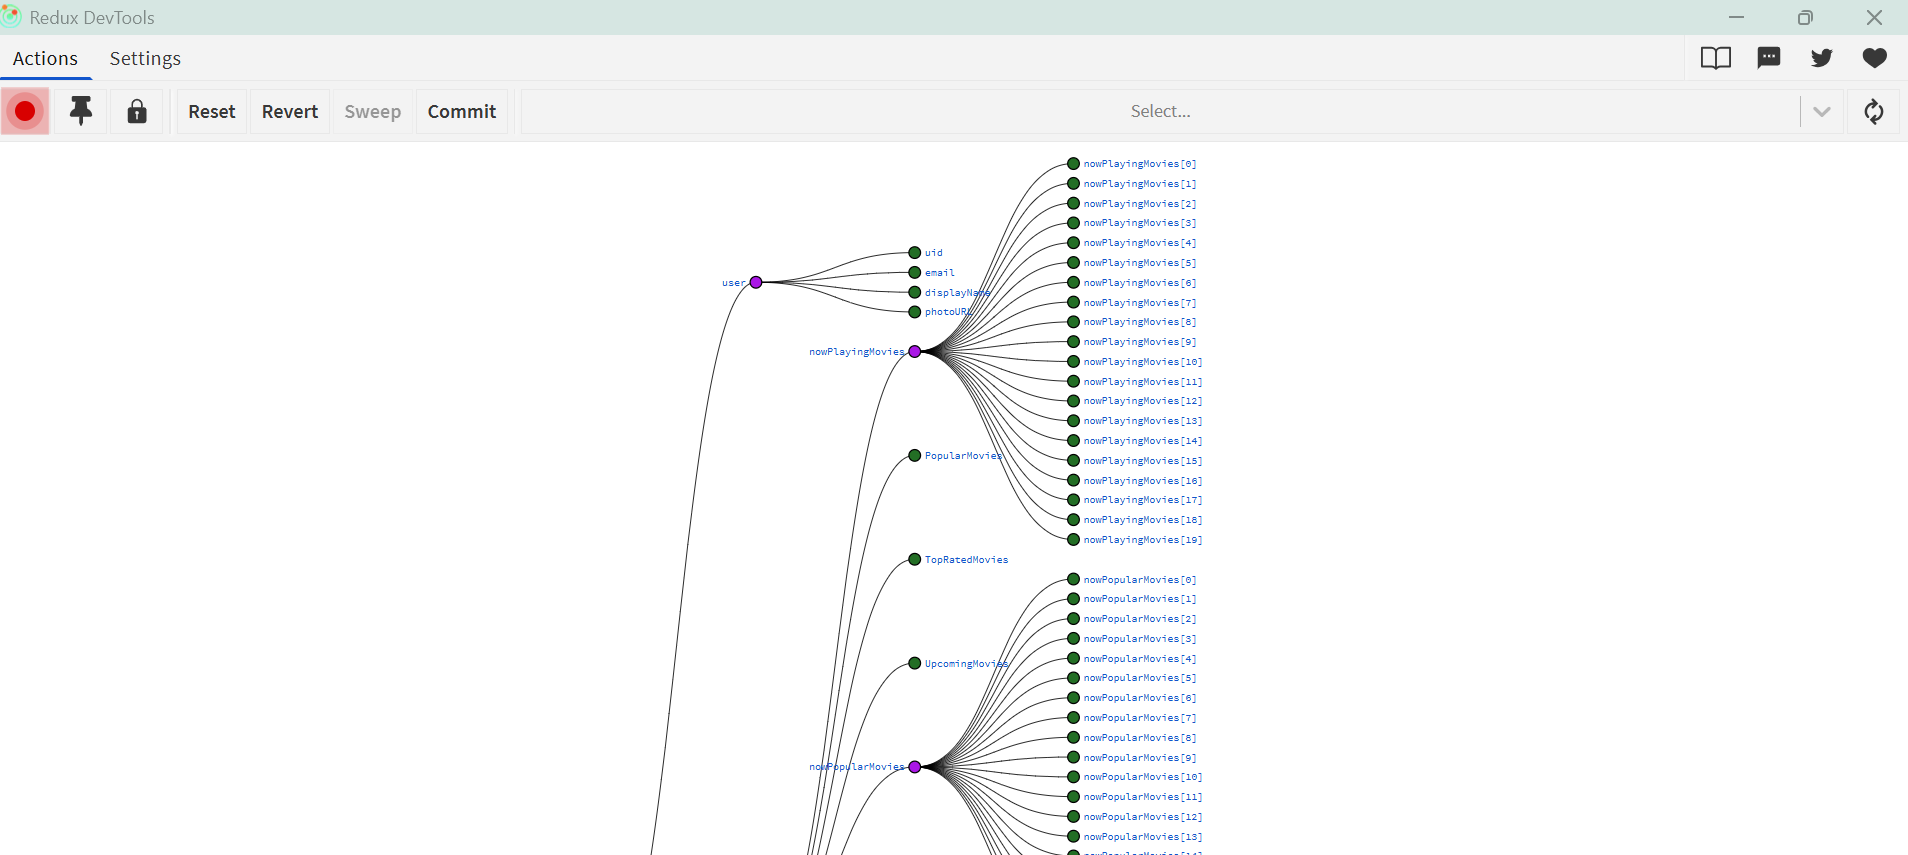 Redux DevTools
Actions Settings
Reset Revert Sweep Commit Select...
nowPlayingMovies[0]
nowPlayingMovies[1]
nowPlayingMovies[2]
nowPlayingMovies[3]
nowPlayingMovies[4]
uid
nowPlayingMovies[5]
email
user
nowPlayingMovies[6]
displayName
nowPlayingMovies[7]
photoURL
nowPlayingMovies[8]
nowPlayingMovies[9]
nowPlayingMovies
nowPlayingMovies[10]
nowPlayingMovies[11]
nowPlayingMovies[12]
nowPlayingMovies[13]
nowPlayingMovies[14]
PopularMovies
nowPlayingMovies[15]
nowPlayingMovies[16]
nowPlayingMovies[17]
nowPlayingMovies[18]
nowPlayingMovies[19]
TopRatedMovies
nowPopularMovies[0]
nowPopularMovies[1]
nowPopularMovies[2]
nowPopularMovies[3]
nowPopularMovies[4]
UpcomingMovies
nowPopularMovies[5]
nowPopularMovies[6]
nowPopularMovies[7]
nowPopularMovies[8]
nowPopularMovies[9]
nowPopularMovies
nowPopularMovies[10]
nowPopularMovies[11]
nowPopularMovies[12]
nowPopularMovies[13]